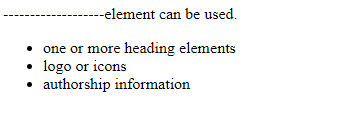 -------------------element can be used.
• one or more heading elements
• logo or icons
• authorship information